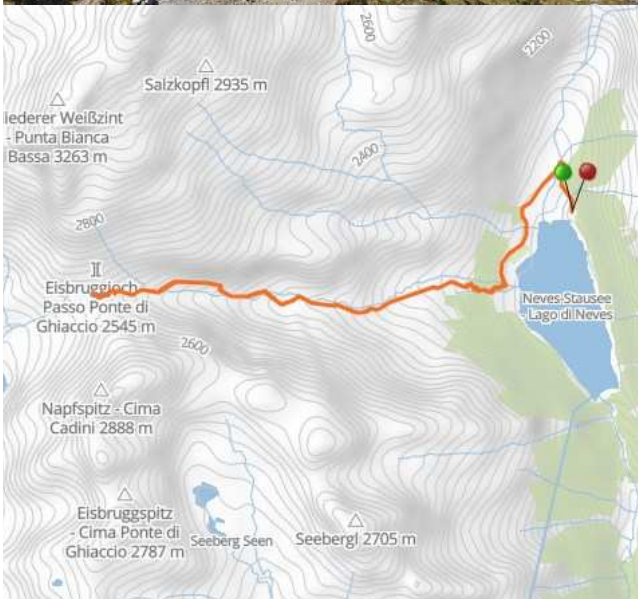 2600
2200
Salzkopfl 2935 m
iederer Weißzint
- Punta Bianca
Bassa 3263 m
2400
2800
Eisbruggjoch
Passo Ponte di
Ghiaccio 2545 m
Neves-Stausee
- Lago di Neves
2600
Napfspitz - Cima
Cadini 2888 m
Eisbruggspitz
- Cima Ponte di
Ghiaccio 2787 m
Seeberg Seen
Seebergl 2705 m